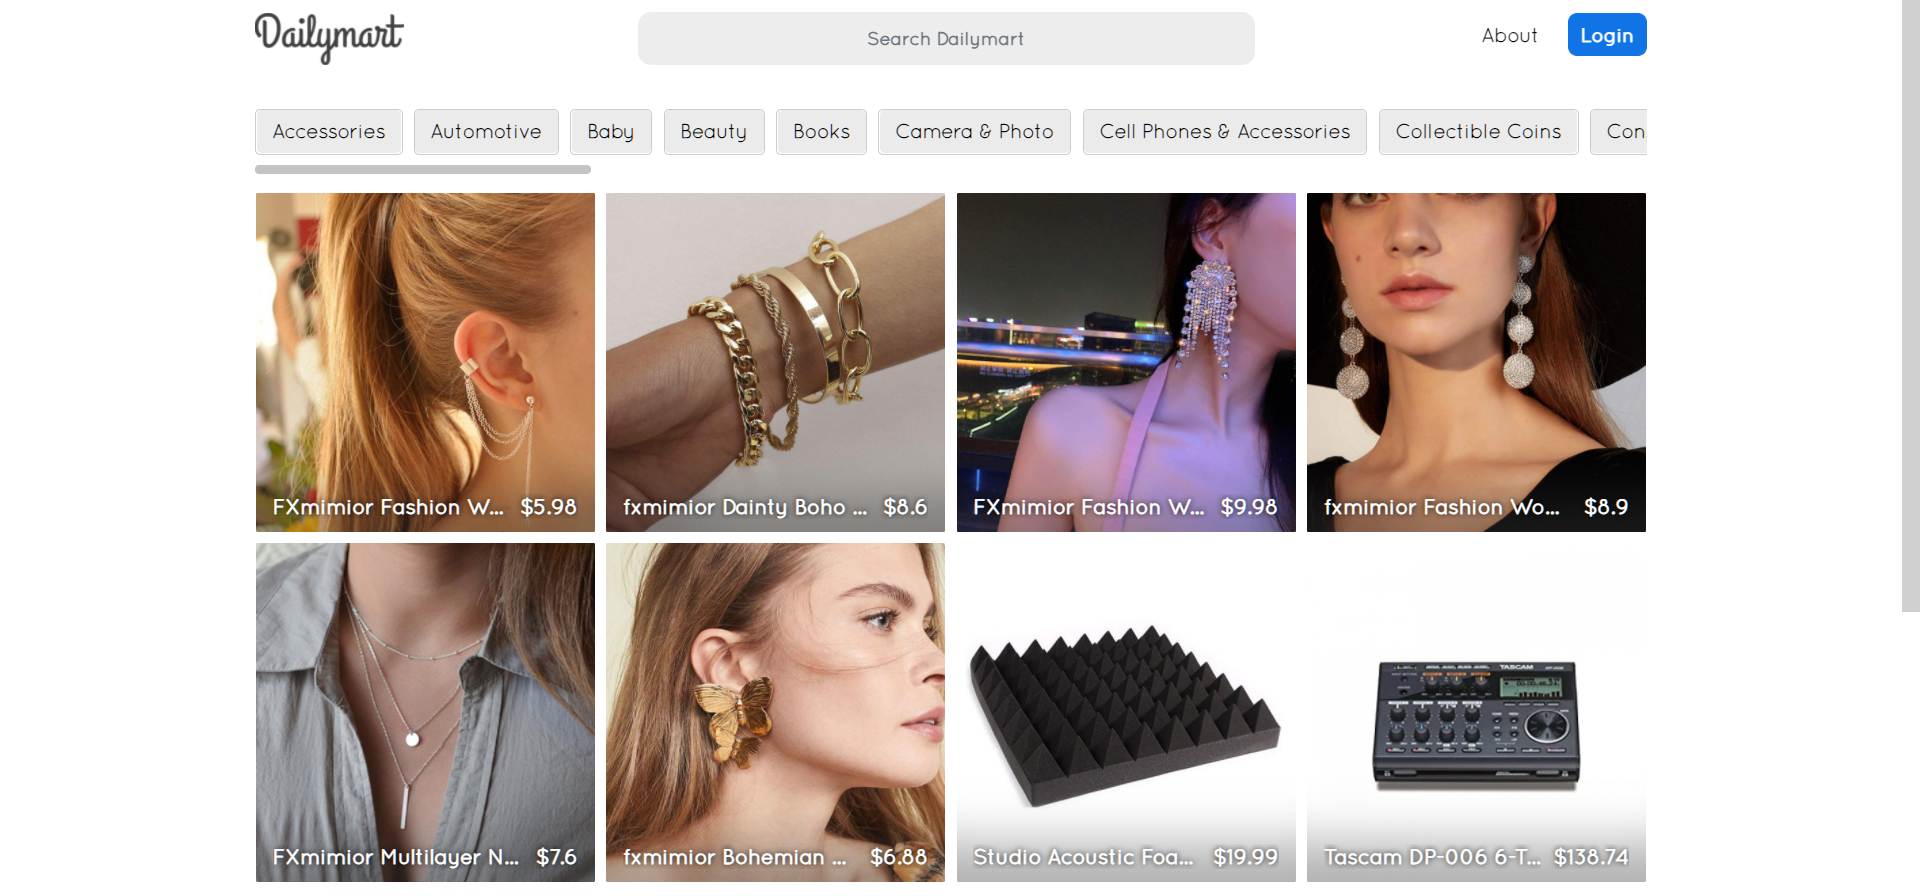 Dailymart
Search Dailymart
About
Login
Accessories
Automotive
Baby
Beauty
Books
Camera & Photo
Cell Phones & Accessories
Collectible Coins
Con
FXmimior Fashion W... $5.98
fxmimior Dainty Boho ... $8.6
FXmimior Fashion W... $9.98
fxmimior Fashion Wo... $8.9
TASCAM
FXmimior Multilayer N... $7.6
fxmimior Bohemian ... $6.88
Studio Acoustic Foa... $19.99
Tascam DP-006 6-T... $138.74